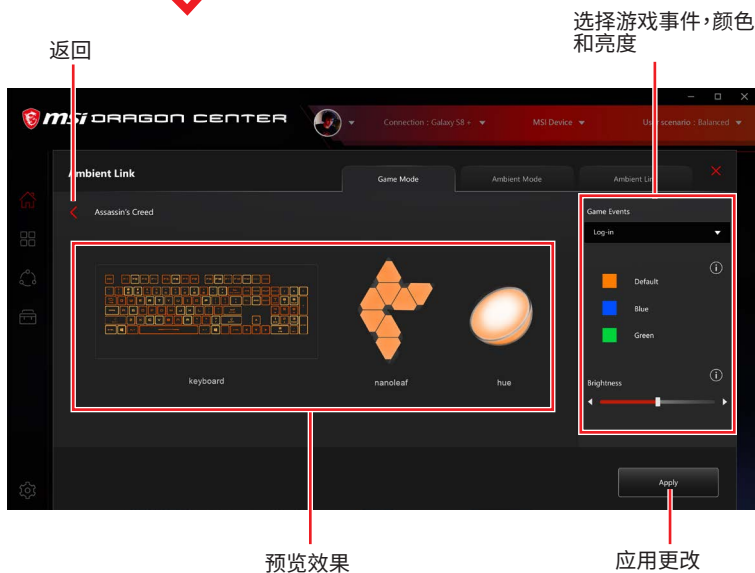 选择游戏事件，颜色
和亮度
返回
msi DRAGON CENTER
Connection : Galaxy S8 +
MSI Device
User scenario : Balanced
Ambient Link
Game Mode
Ambient Mode
Ambient Link
Assassin's Creed
Game Events
Log-in
Default
Blue
Green
keyboard
nanoleaf
hue
Brightness
Apply
预览效果
应用更改